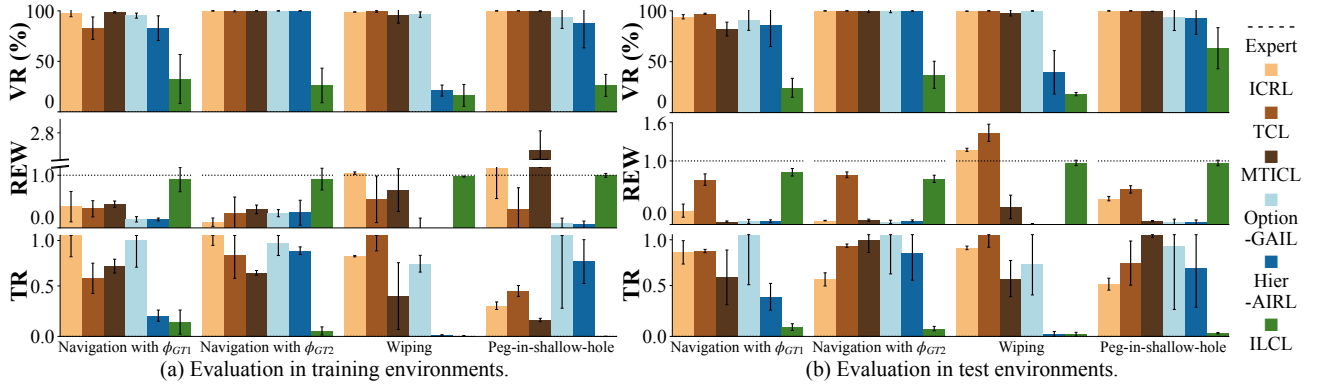 VR (%)
100
50
0
REW
2.8
1.0
0.0
TR
1.0
0.5
0.0
Navigation with ϕGT1
Navigation with ϕGT2
Wiping
Peg-in-shallow-hole
(a) Evaluation in training environments.
VR (%)
100
50
0
REW
1.6
1.0
0.0
TR
1.0
0.5
0.0
Navigation with ϕGT1
Navigation with ϕGT2
Wiping
Peg-in-shallow-hole
(b) Evaluation in test environments.
Expert
ICRL
TCL
MTICL
Option
-GAIL
Hier
-AIRL
ILCL